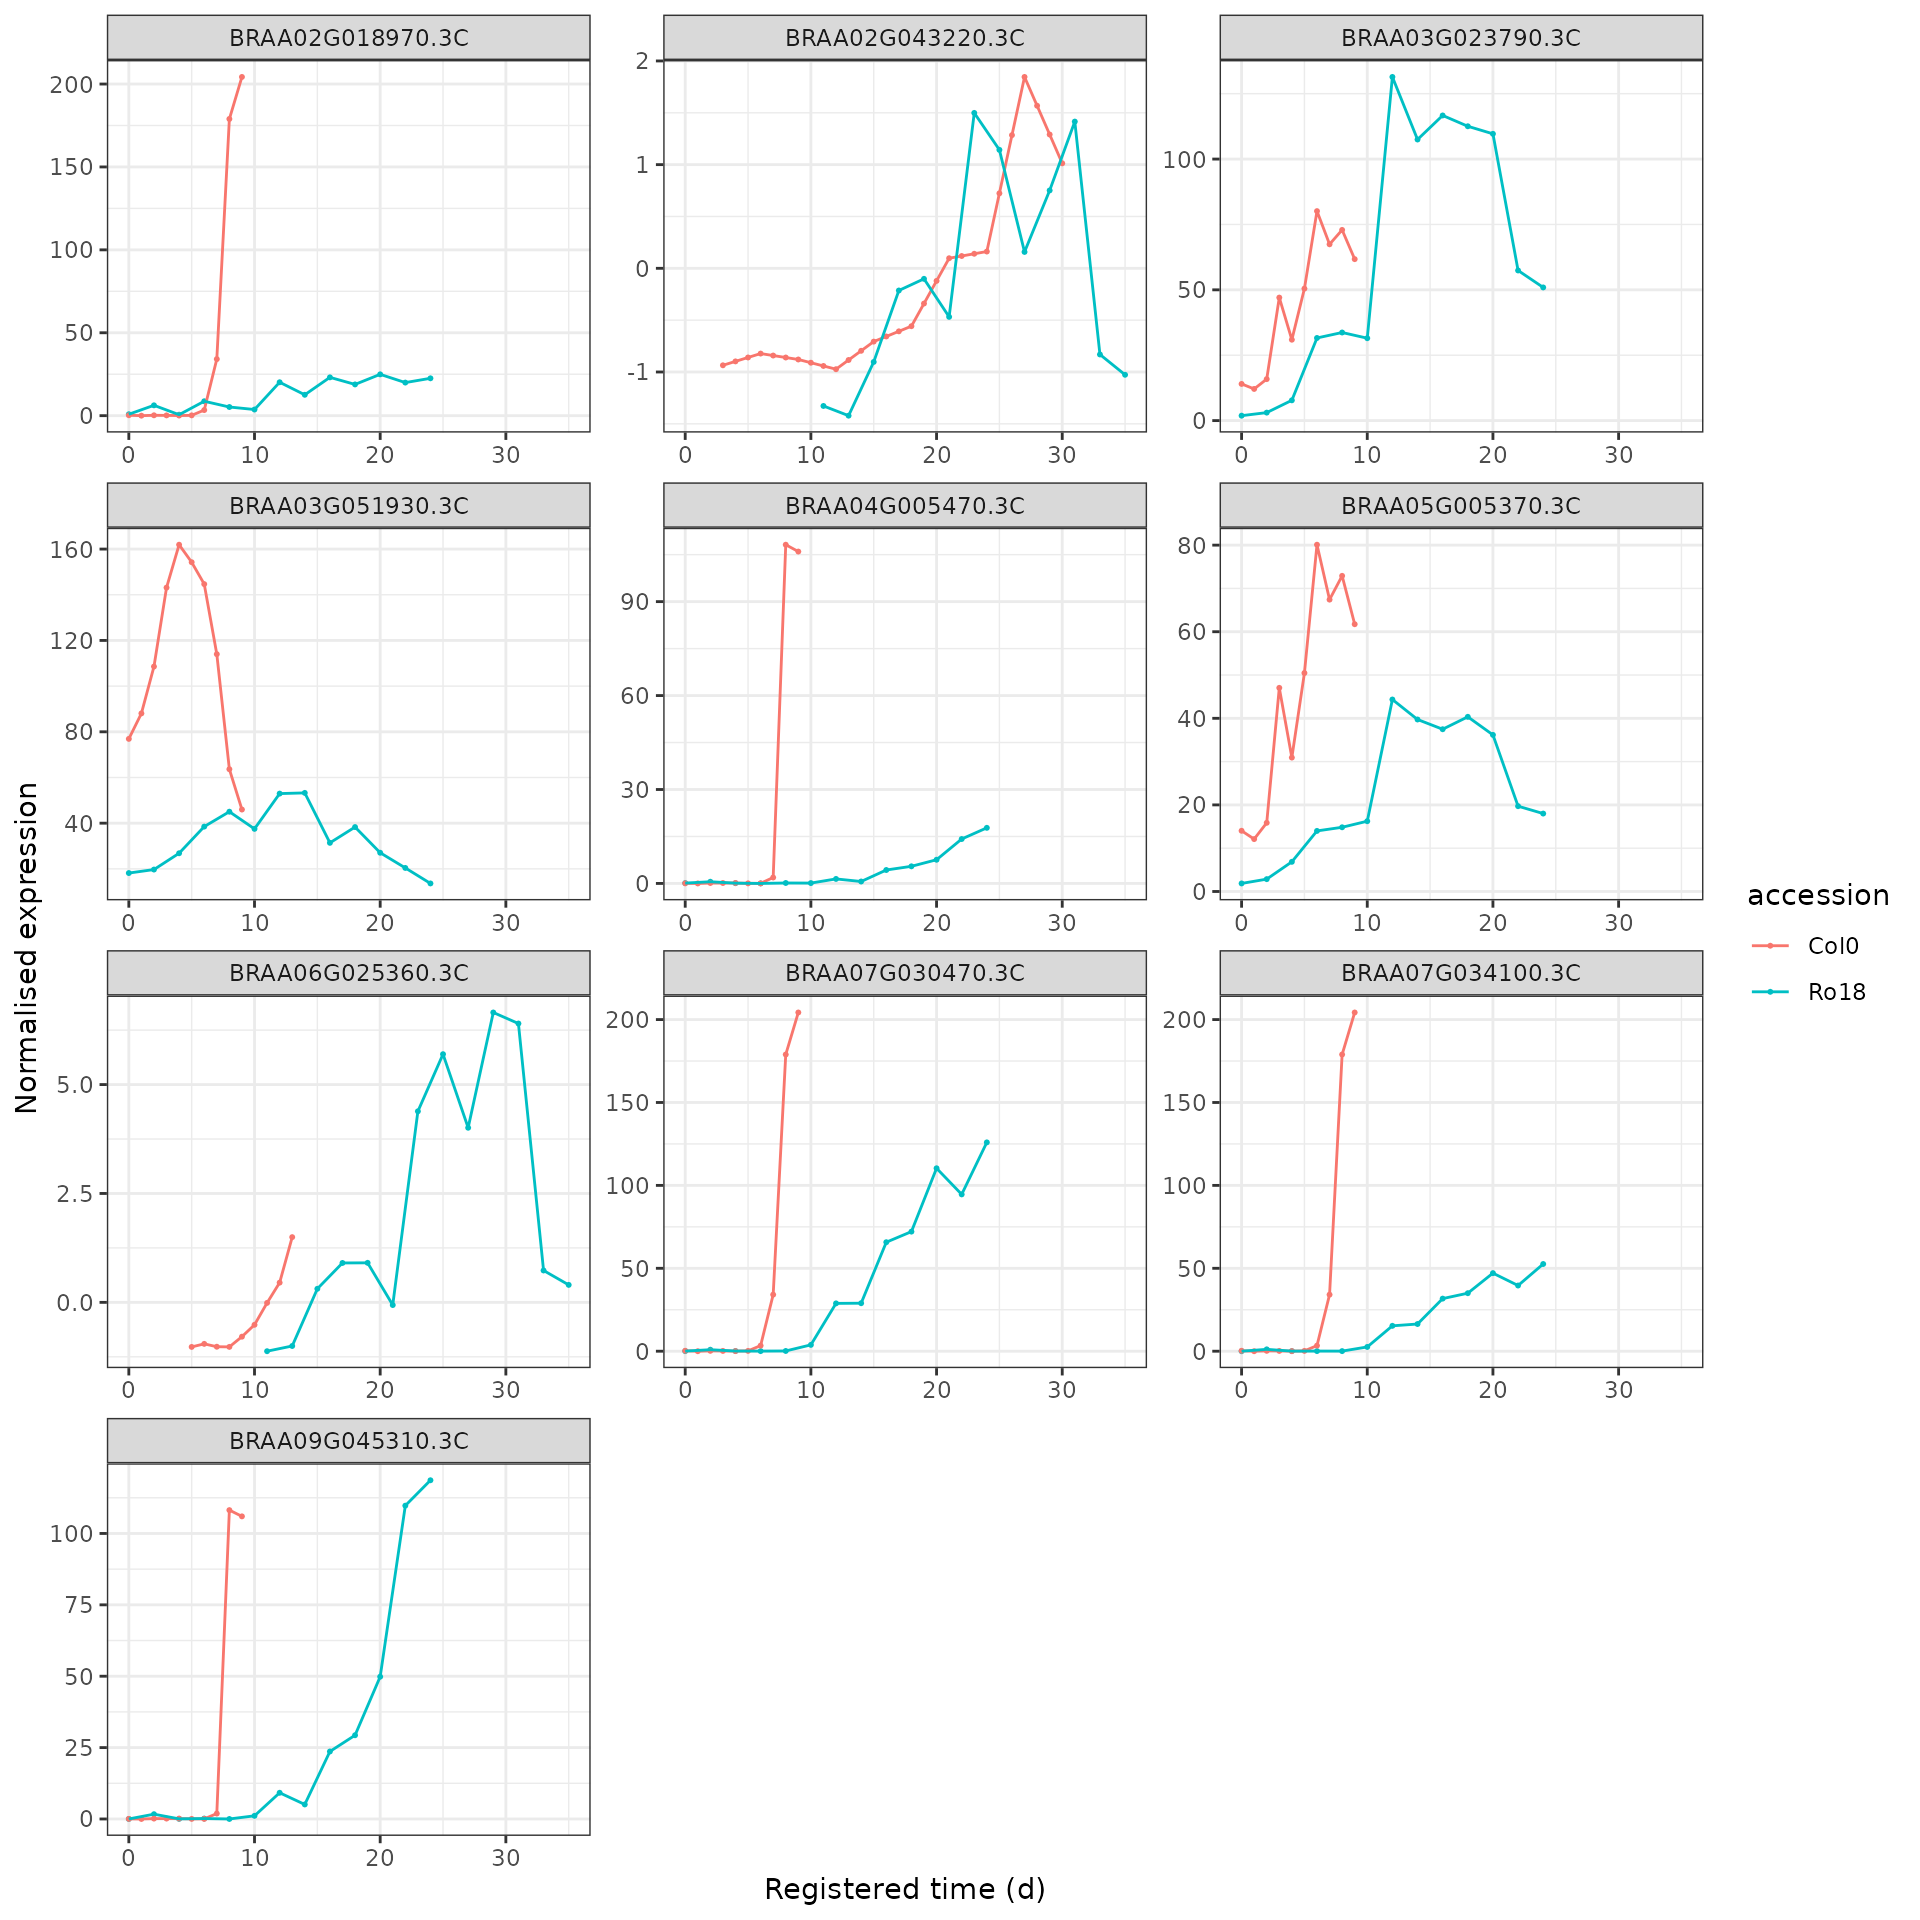 BRAA02G018970.3C BRAA02G043220.3C BRAA03G023790.3C
200
150
100
50
0
0 10 20 30
2
1
0
-1
0 10 20 30
100
50
0
0 10 20 30
BRAA03G051930.3C BRAA04G005470.3C BRAA05G005370.3C
160
120
80
40
0 10 20 30
90
60
30
0
0 10 20 30
80
60
40
20
0
0 10 20 30
BRAA06G025360.3C BRAA07G030470.3C BRAA07G034100.3C
5.0
2.5
0.0
0 10 20 30
200
150
100
50
0
0 10 20 30
200
150
100
50
0
0 10 20 30
BRAA09G045310.3C
100
75
50
25
0
0 10 20 30
Normalised expression
Registered time (d)
accession
Col0
Ro18